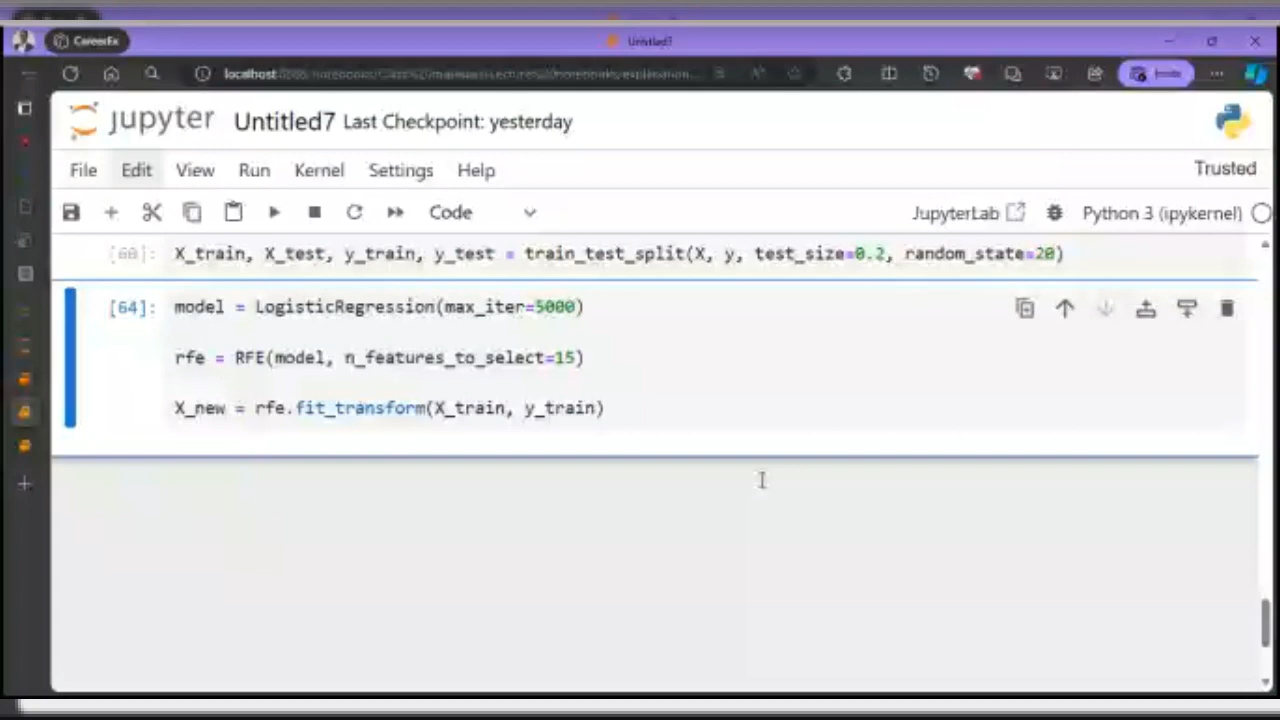 CareerEx
Untitled7
jupyter Untitled7 Last Checkpoint: yesterday
File Edit View Run Kernel Settings Help
Trusted
Code
JupyterLab
Python 3 (ipykernel)
X_train, X_test, y_train, y_test = train_test_split(X, y, test_size=0.2, random_state=20)
[64]: model = LogisticRegression(max_iter=5000)
rfe = RFE(model, n_features_to_select=15)
X_new = rfe.fit_transform(X_train, y_train)